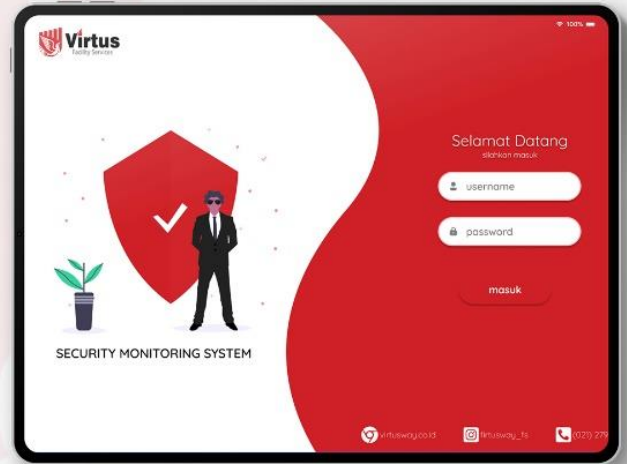 Virtus
Facility Services
100%
Selamat Datang
silahkan masuk
username
password
masuk
SECURITY MONITORING SYSTEM
virtusway.co.id
firtusway_fs
(021) 279